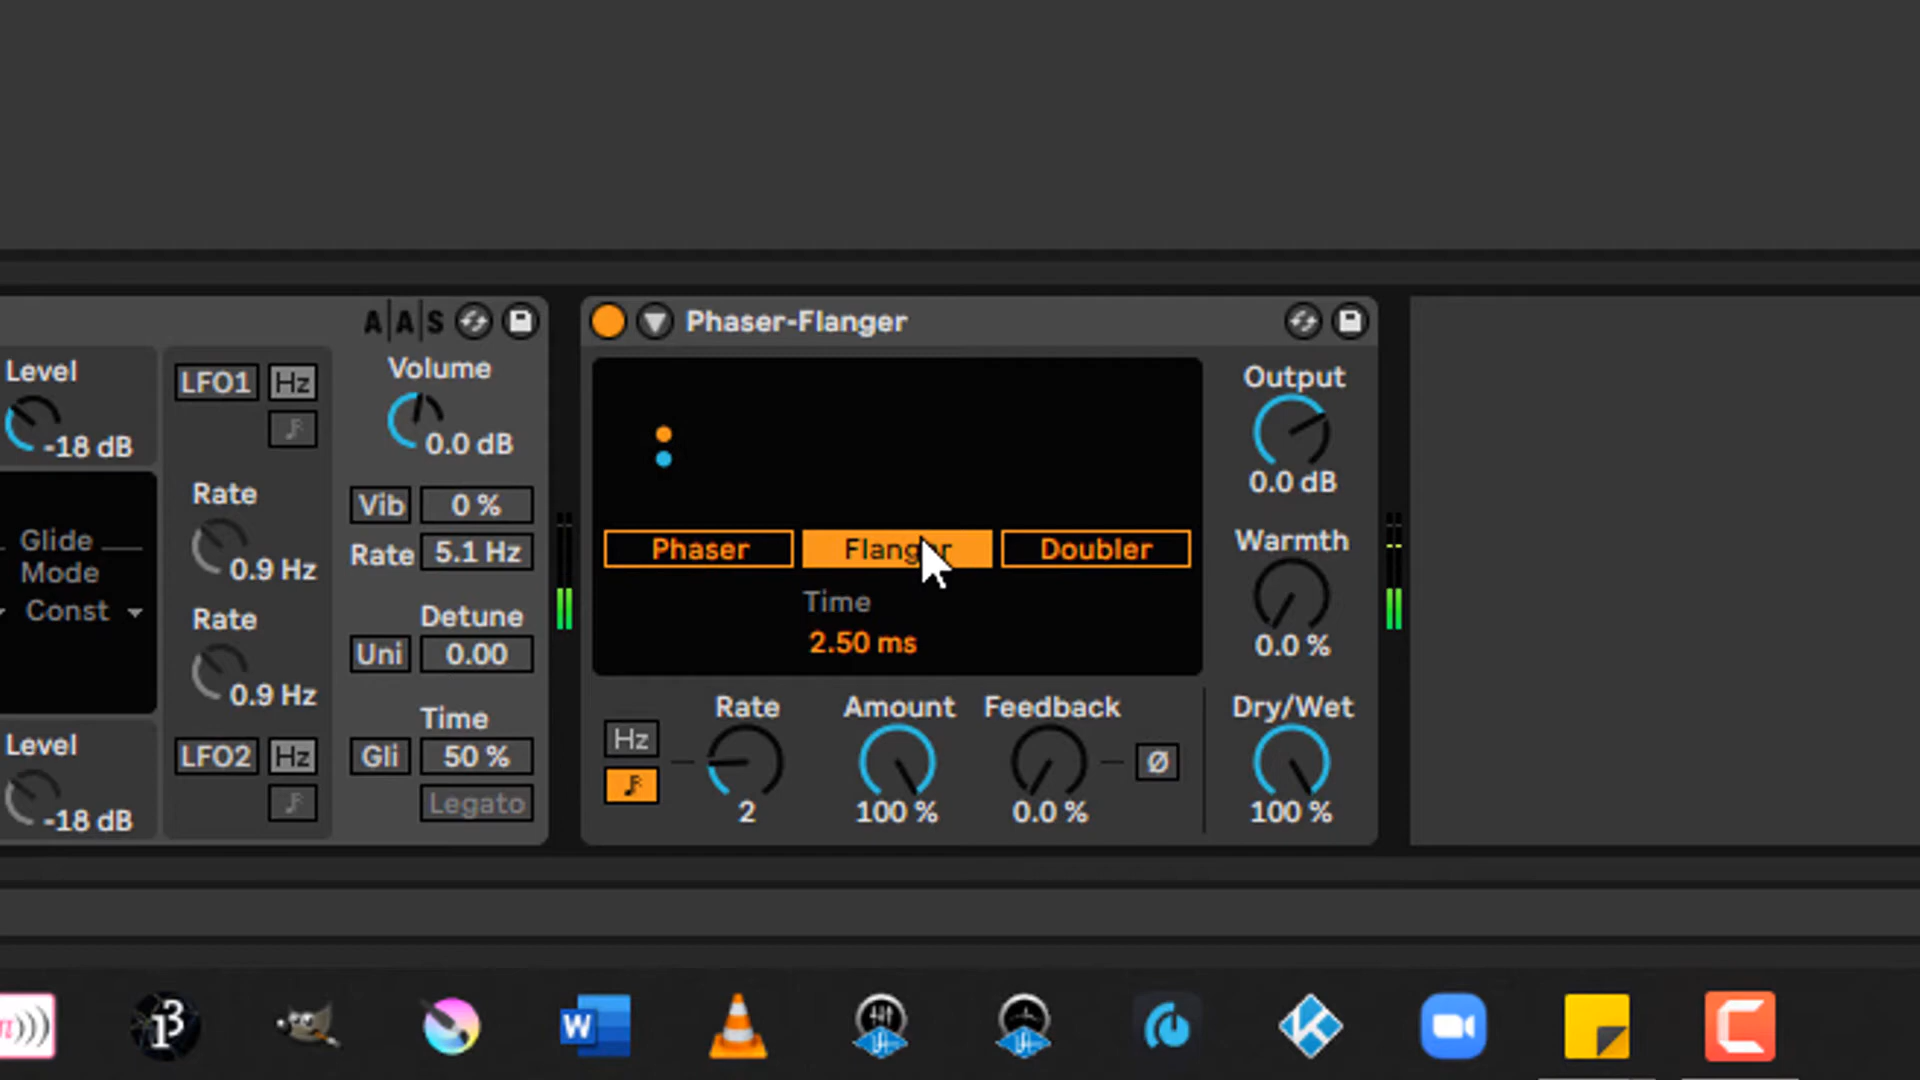 AAS
Level
-18 dB
Glide
Mode
Const
Level
-18 dB
LFO1
Hz
Rate
0.9 Hz
Rate
0.9 Hz
LFO2
Hz
Volume
0.0 dB
Vib
0 %
Rate
5.1 Hz
Detune
Uni
0.00
Time
Gli
50 %
Legato
Phaser-Flanger
Phaser
Flanger
Doubler
Time
2.50 ms
Hz
Rate
2
Amount
100 %
Feedback
0.0 %
Ø
Output
0.0 dB
Warmth
0.0 %
Dry/Wet
100 %
n)))
W